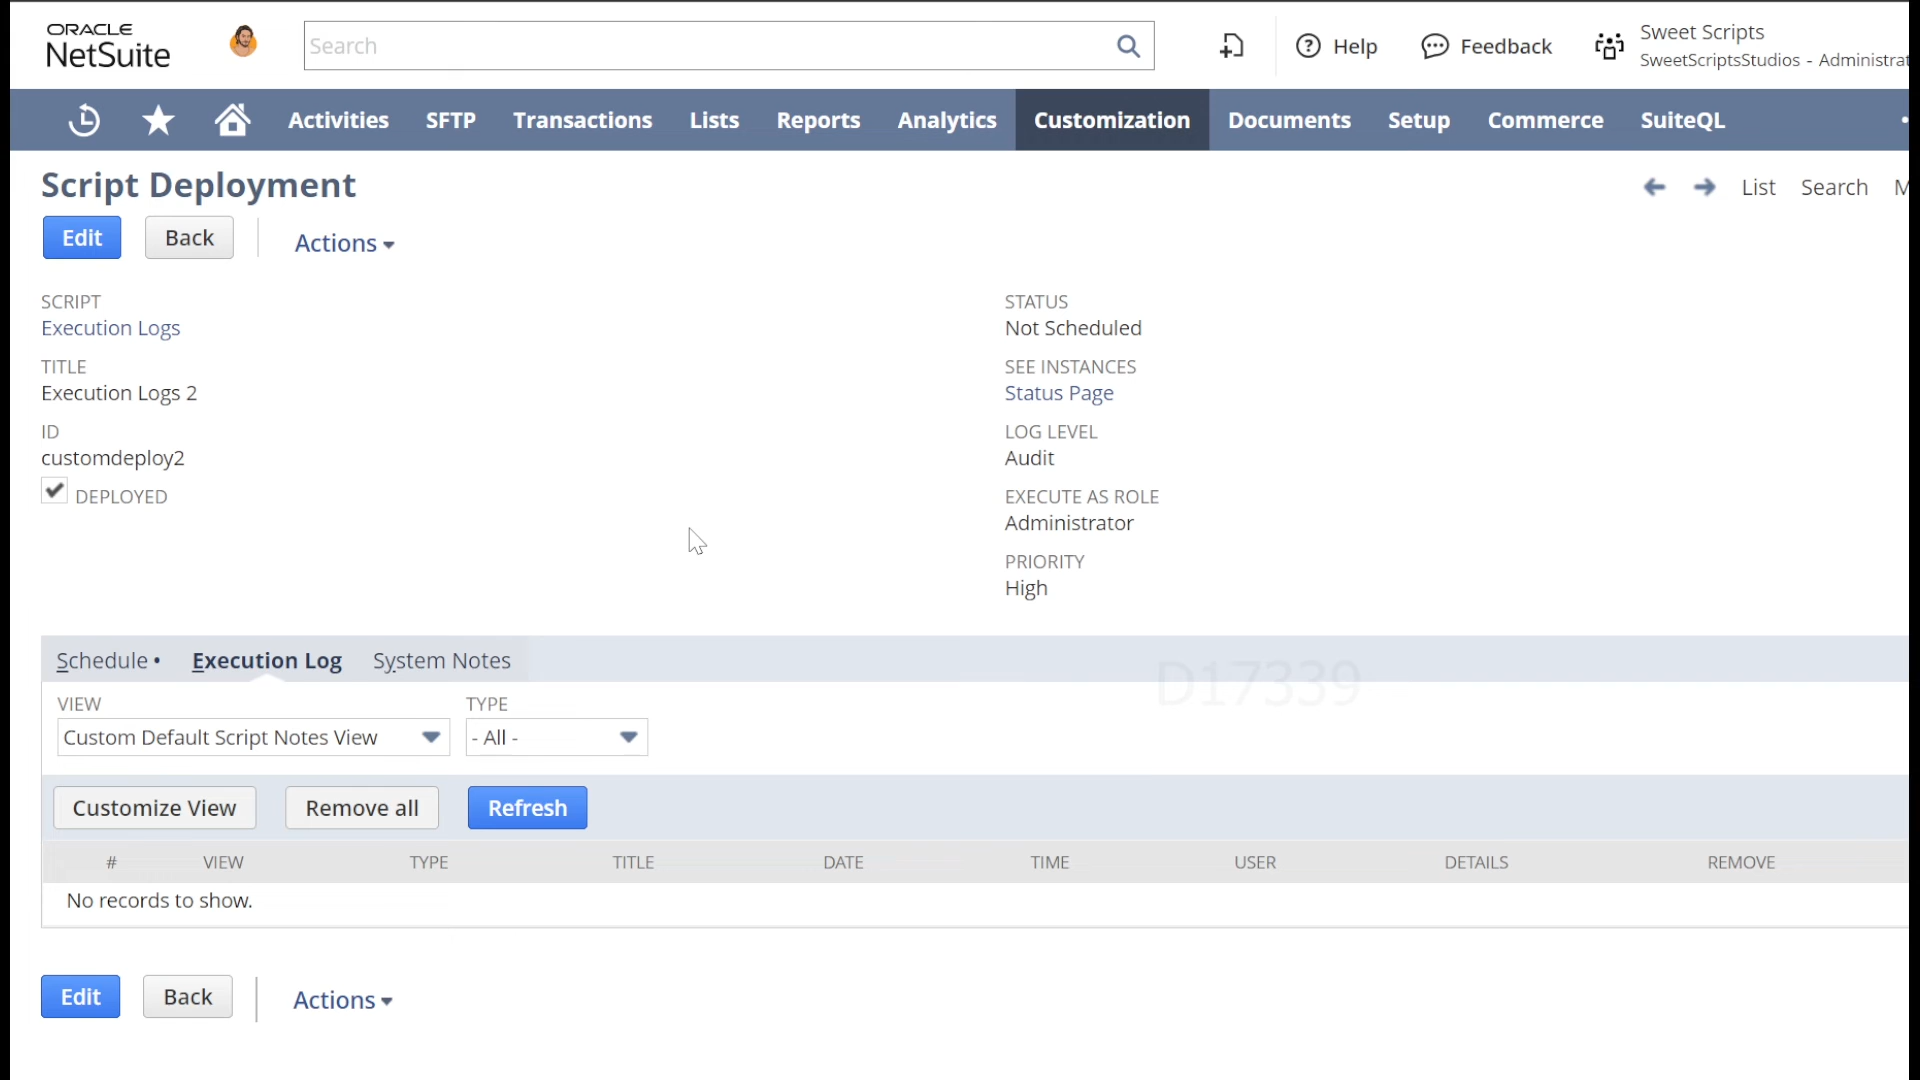 ORACLE
NetSuite
Search
Help
Feedback
Sweet Scripts
SweetScriptsStudios - Administrat
Activities SFTP Transactions Lists Reports Analytics Customization Documents Setup Commerce SuiteQL
Script Deployment
List Search M
Edit Back Actions
SCRIPT
Execution Logs
TITLE
Execution Logs 2
ID
customdeploy2
DEPLOYED
STATUS
Not Scheduled
SEE INSTANCES
Status Page
LOG LEVEL
Audit
EXECUTE AS ROLE
Administrator
PRIORITY
High
Schedule • Execution Log System Notes
D17339
VIEW TYPE
Custom Default Script Notes View - All -
Customize View Remove all Refresh
# VIEW TYPE TITLE DATE TIME USER DETAILS REMOVE
No records to show.
Edit Back Actions